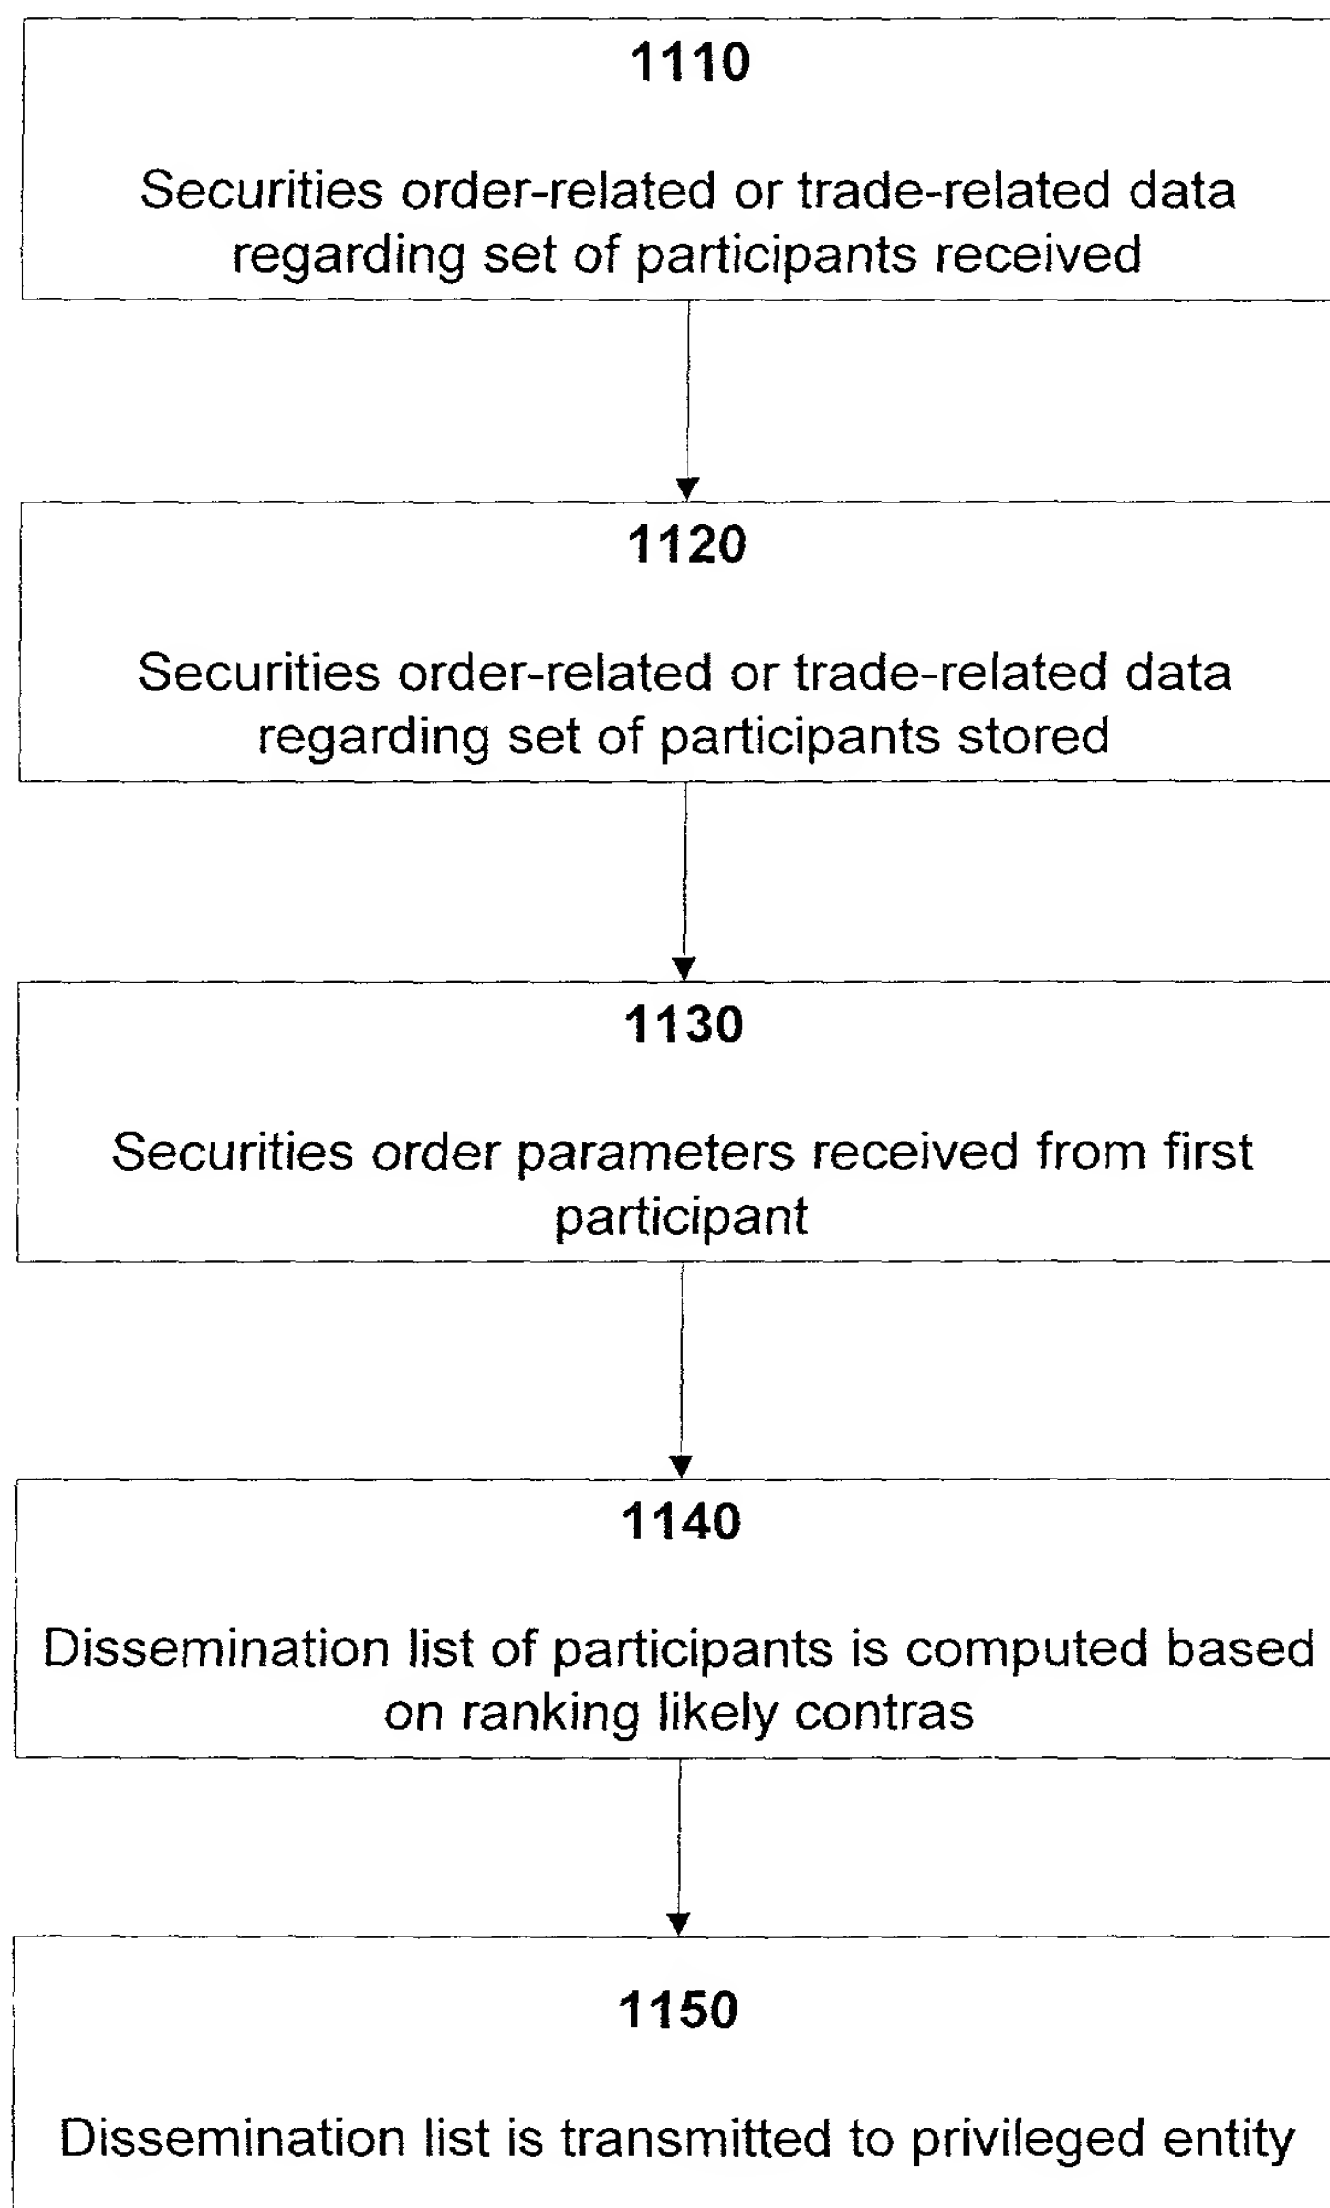 1110
Securities order-related or trade-related data
regarding set of participants received
1120
Securities order-related or trade-related data
regarding set of participants stored
1130
Securities order parameters received from first
participant
1140
Dissemination list of participants is computed based
on ranking likely contras
1150
Dissemination list is transmitted to privileged entity